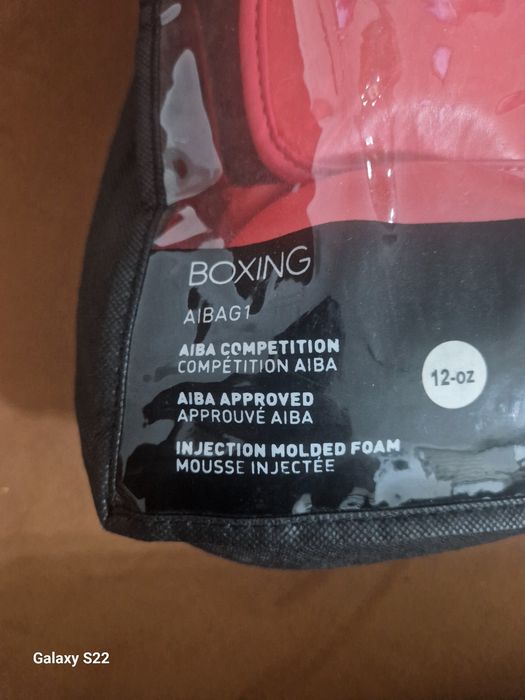 BOXING
AIBAG1
AIBA COMPETITION
COMPÉTITION AIBA
12-oz
AIBA APPROVED
APPROUVÉ AIBA
INJECTION MOLDED FOAM
MOUSSE INJECTÉE
Galaxy S22